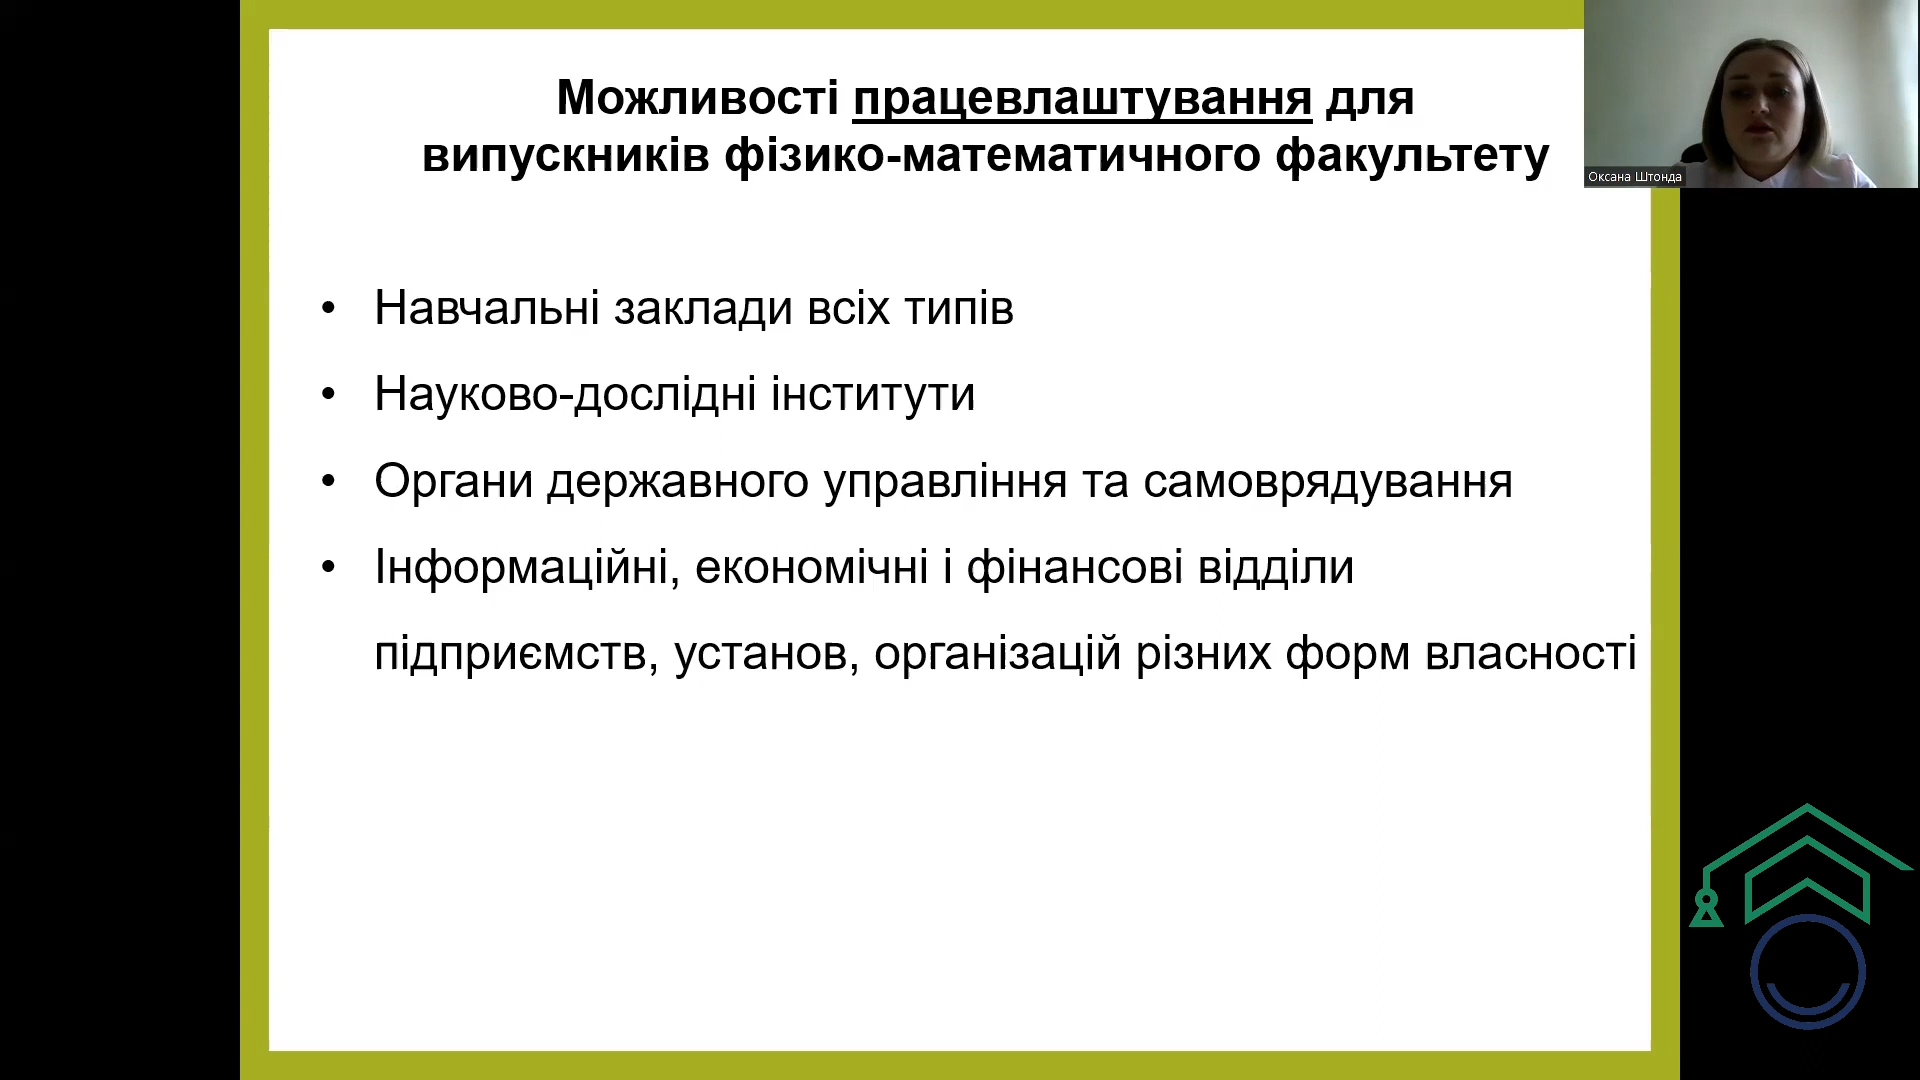 Можливості працевлаштування для
випускників фізико-математичного факультету
Оксана Штонда
• Навчальні заклади всіх типів
• Науково-дослідні інститути
• Органи державного управління та самоврядування
• Інформаційні, економічні і фінансові відділи
підприємств, установ, організацій різних форм власності